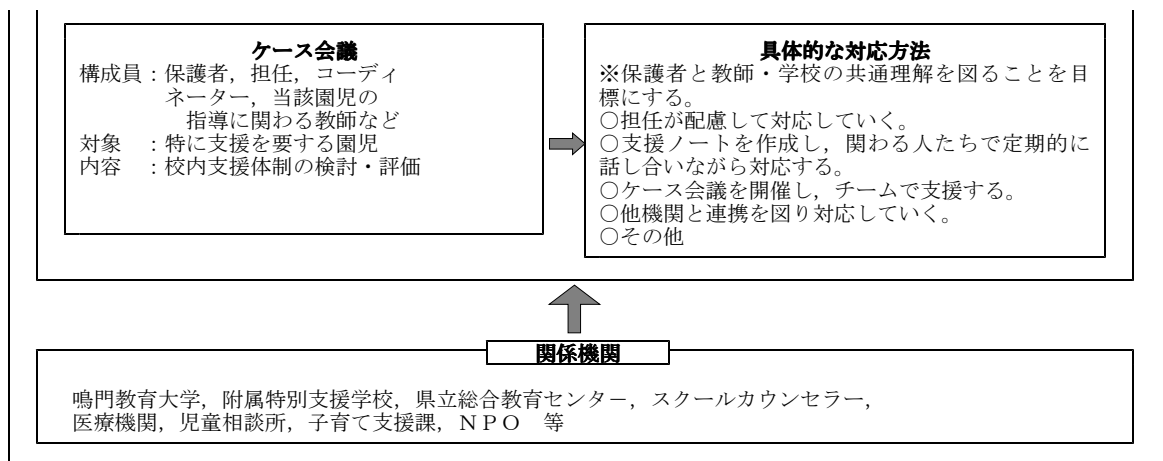 ケース会議
構成員：保護者，担任，コーディ
ネーター，当該園児の
指導に関わる教師など
対象　：特に支援を要する園児
内容　：校内支援体制の検討・評価
具体的な対応方法
※保護者と教師・学校の共通理解を図ることを目
標にする。
○担任が配慮して対応していく。
○支援ノートを作成し，関わる人たちで定期的に
話し合いながら対応する。
○ケース会議を開催し，チームで支援する。
○他機関と連携を図り対応していく。
○その他
関係機関
鳴門教育大学，附属特別支援学校，県立総合教育センター，スクールカウンセラー，
医療機関，児童相談所，子育て支援課，ＮＰＯ　等